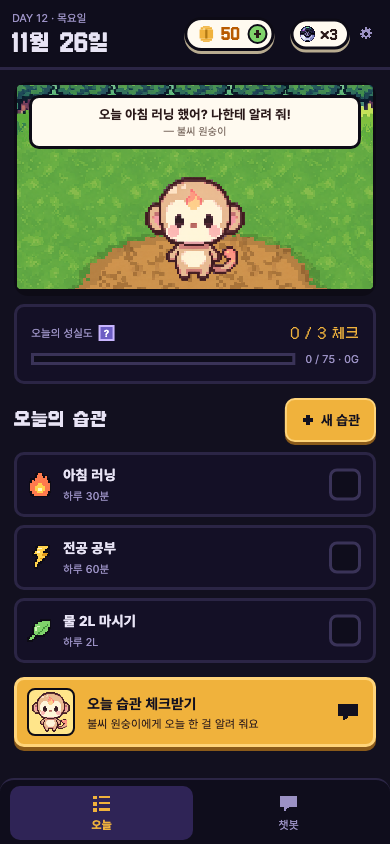 DAY 12 · 목요일
11월 26일
50
×3
오늘 아침 러닝 했어? 나한테 알려 줘!
— 불씨 원숭이
오늘의 성실도 ?
0 / 3 체크
0 / 75 · 0G
오늘의 습관
새 습관
아침 러닝
하루 30분
전공 공부
하루 60분
물 2L 마시기
하루 2L
오늘 습관 체크받기
불씨 원숭이에게 오늘 한 걸 알려 줘요
오늘
챗봇